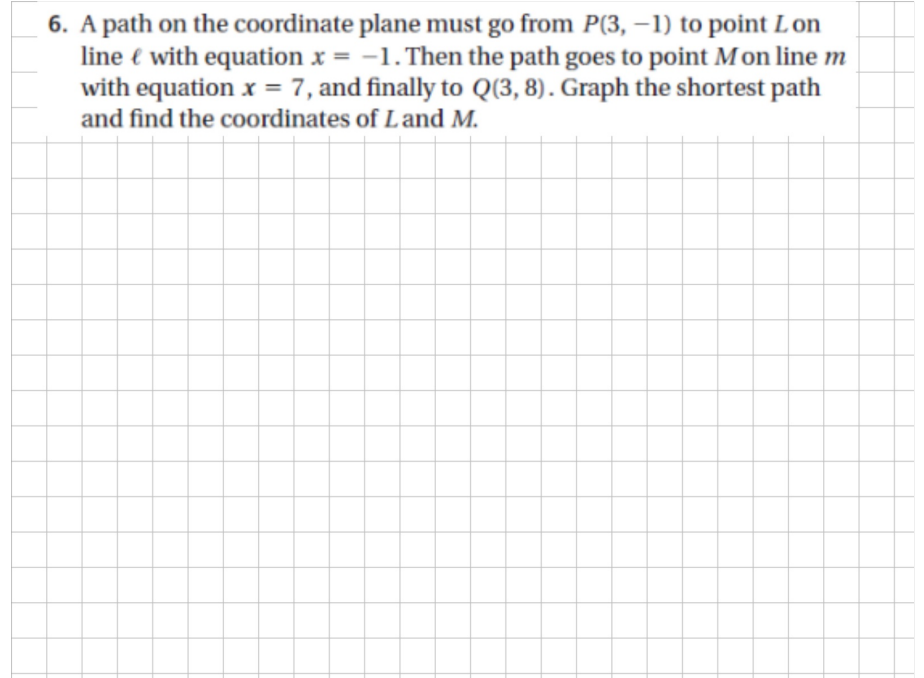 6. A path on the coordinate plane must go from P(3, −1) to point L on
line ℓ with equation x = −1. Then the path goes to point M on line m
with equation x = 7, and finally to Q(3, 8). Graph the shortest path
and find the coordinates of L and M.